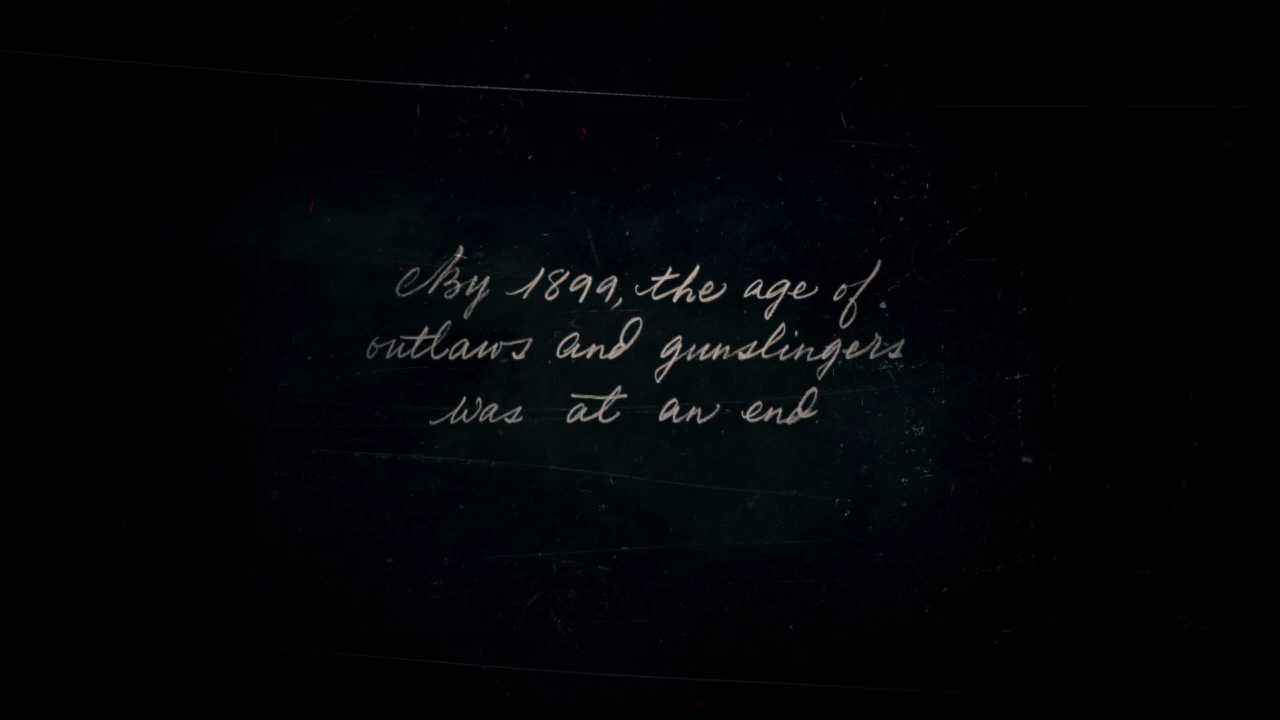 By 1899, the age of
outlaws and gunslingers
was at an end